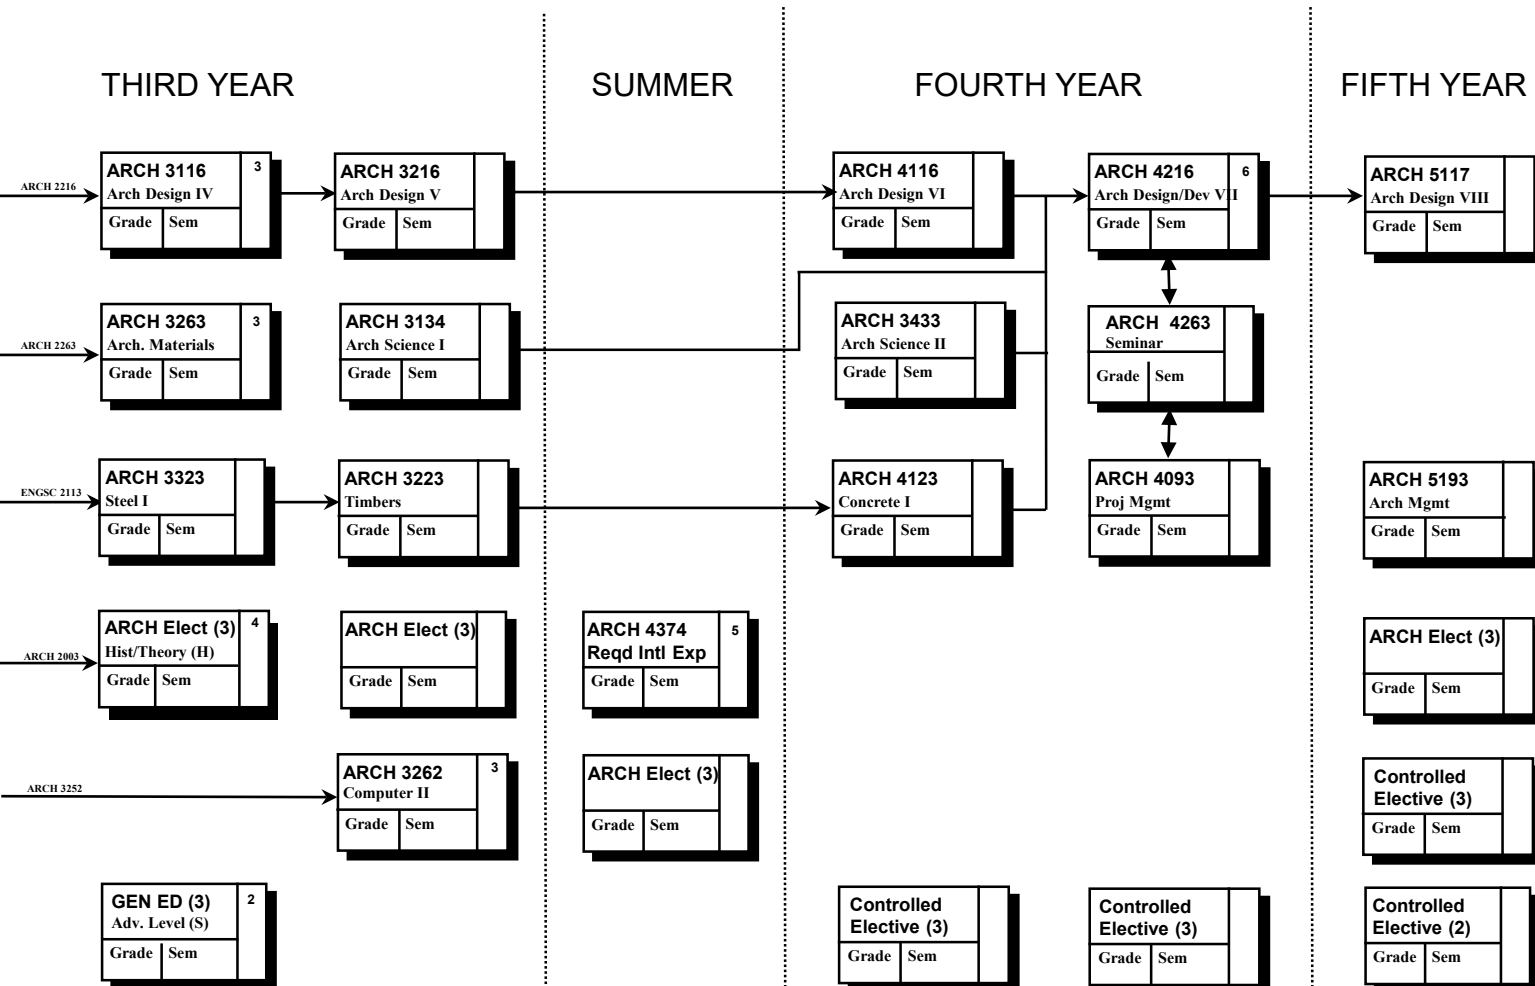 THIRD YEAR
SUMMER
FOURTH YEAR
FIFTH YEAR
ARCH 2216
ARCH 3116
Arch Design IV
3
Grade Sem
ARCH 3216
Arch Design V
Grade Sem
ARCH 4116
Arch Design VI
Grade Sem
ARCH 4216
Arch Design/Dev VII
6
Grade Sem
ARCH 5117
Arch Design VIII
Grade Sem
ARCH 2263
ARCH 3263
Arch. Materials
3
Grade Sem
ARCH 3134
Arch Science I
Grade Sem
ARCH 3433
Arch Science II
Grade Sem
ARCH 4263
Seminar
Grade Sem
ENGSC 2113
ARCH 3323
Steel I
Grade Sem
ARCH 3223
Timbers
Grade Sem
ARCH 4123
Concrete I
Grade Sem
ARCH 4093
Proj Mgmt
Grade Sem
ARCH 5193
Arch Mgmt
Grade Sem
ARCH 2003
ARCH Elect (3)
Hist/Theory (H)
4
Grade Sem
ARCH Elect (3)
Grade Sem
ARCH 4374
Reqd Intl Exp
5
Grade Sem
ARCH Elect (3)
Grade Sem
ARCH 3252
ARCH 3262
Computer II
3
Grade Sem
ARCH Elect (3)
Grade Sem
Controlled
Elective (3)
Grade Sem
GEN ED (3)
Adv. Level (S)
2
Grade Sem
Controlled
Elective (3)
Grade Sem
Controlled
Elective (3)
Grade Sem
Controlled
Elective (2)
Grade Sem